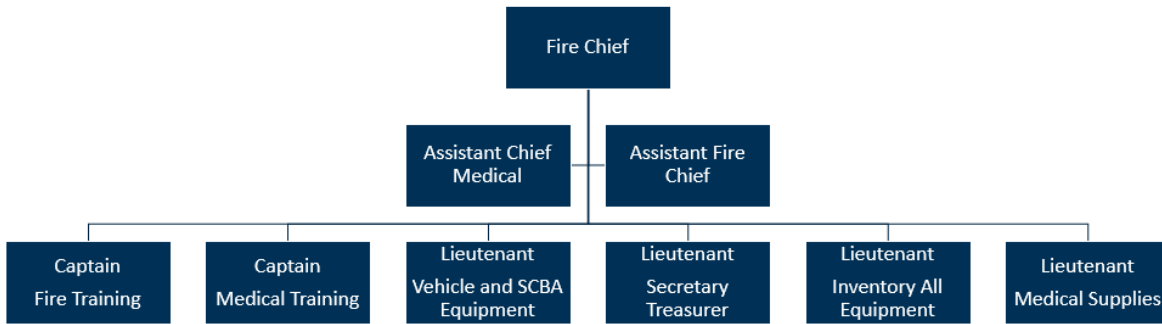 Fire Chief
Assistant Chief
Medical
Assistant Fire
Chief
Captain
Fire Training
Captain
Medical Training
Lieutenant
Vehicle and SCBA
Equipment
Lieutenant
Secretary
Treasurer
Lieutenant
Inventory All
Equipment
Lieutenant
Medical Supplies